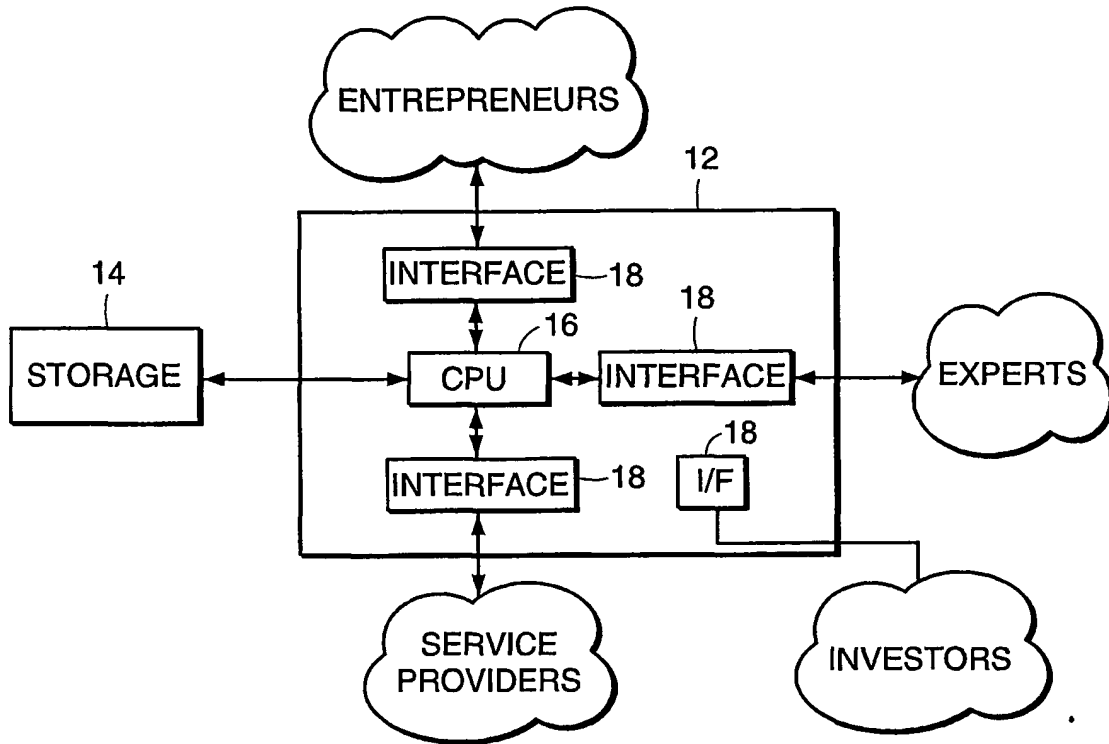 ENTREPRENEURS
12
INTERFACE
18
14
16
18
STORAGE
CPU
INTERFACE
EXPERTS
18
INTERFACE
18
I/F
SERVICE
PROVIDERS
INVESTORS